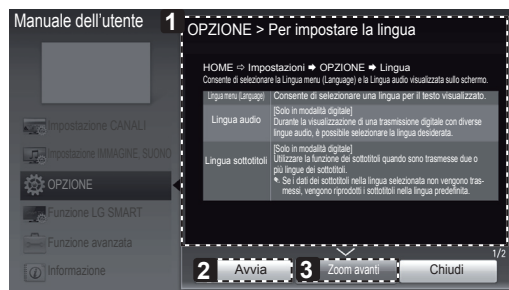 Manuale dell'utente
1
OPZIONE > Per impostare la lingua
HOME ⇨ Impostazioni ➡ OPZIONE ➡ Lingua
Consente di selezionare la Lingua menu (Language) e la Lingua audio visualizzata sullo schermo.
Lingua menu (Language) Consente di selezionare una lingua per il testo visualizzato.
Lingua audio
[Solo in modalità digitale]
Durante la visualizzazione di una trasmissione digitale con diverse
lingue audio, è possibile selezionare la lingua desiderata.
Lingua sottotitoli
[Solo in modalità digitale]
Utilizzare la funzione dei sottotitoli quando sono trasmesse due o
più lingue dei sottotitoli.
Se i dati dei sottotitoli nella lingua selezionata non vengono tras-
messi, vengono riprodotti i sottotitoli nella lingua predefinita.
Impostazione CANALI
Impostazione IMMAGINE, SUONO
OPZIONE
Funzione LG SMART
Funzione avanzata
Informazione
1/2
2 Avvia
3 Zoom avanti
Chiudi